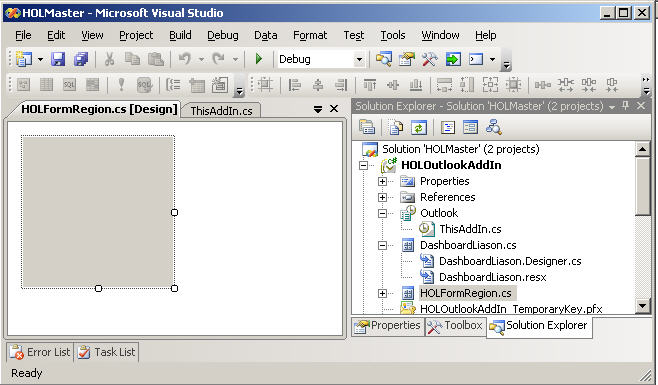 HOLMaster - Microsoft Visual Studio
File Edit View Project Build Debug Data Format Test Tools Window Help
Debug
SQL
HOLFormRegion.cs [Design] ThisAddIn.cs
Solution Explorer - Solution 'HOLMaster' (2 projects)
Solution 'HOLMaster' (2 projects)
HOLOutlookAddIn
Properties
References
Outlook
ThisAddIn.cs
DashboardLiason.cs
DashboardLiason.Designer.cs
DashboardLiason.resx
HOLFormRegion.cs
HOLOutlookAddIn_TemporaryKey.pfx
Properties Toolbox Solution Explorer
Error List Task List
Ready